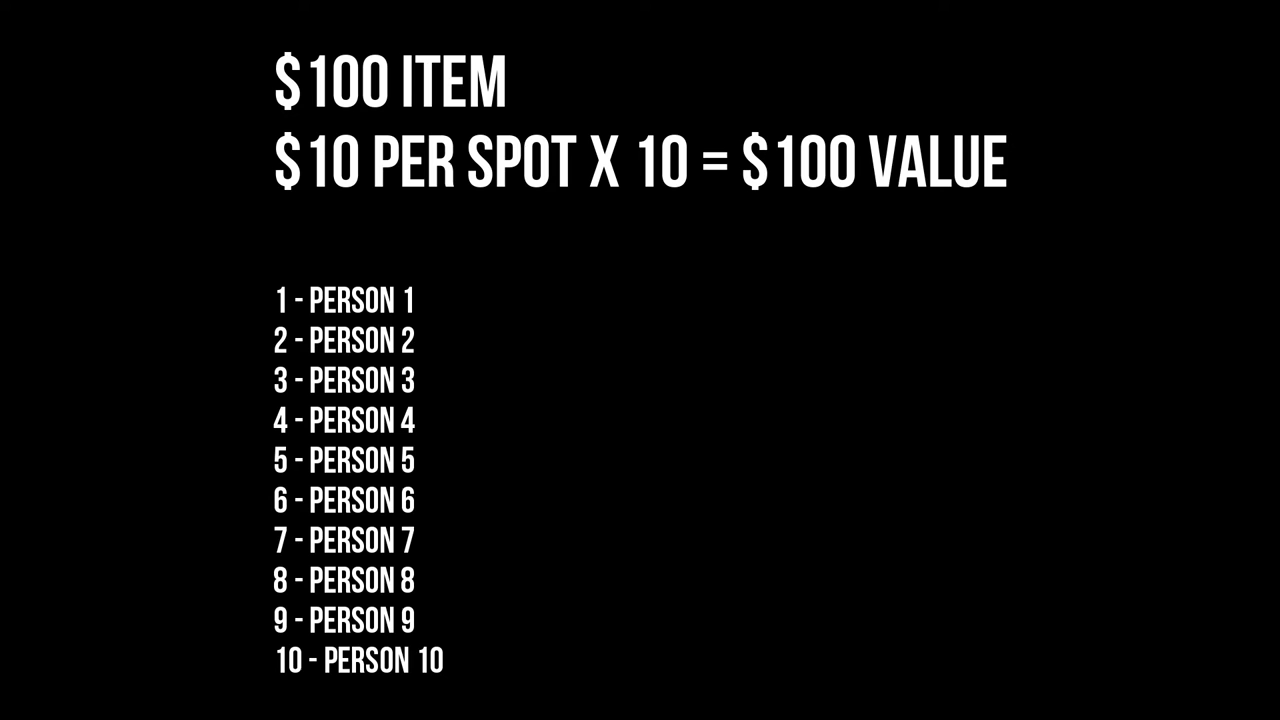 $100 ITEM
$10 PER SPOT X 10 = $100 VALUE
1 - PERSON 1
2 - PERSON 2
3 - PERSON 3
4 - PERSON 4
5 - PERSON 5
6 - PERSON 6
7 - PERSON 7
8 - PERSON 8
9 - PERSON 9
10 - PERSON 10